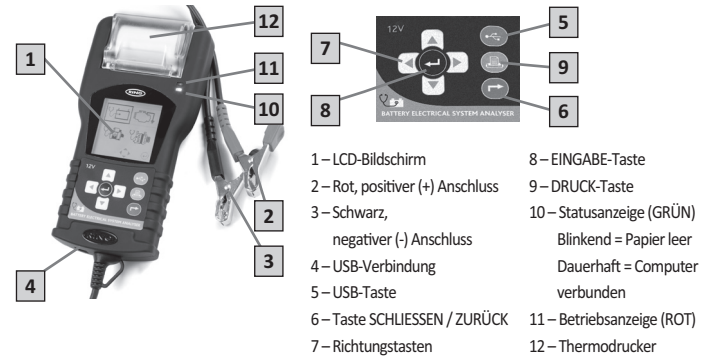 12
1
11
10
RING
12V
2
3
4
12V
5
7
9
8
6
BATTERY ELECTRICAL SYSTEM ANALYSER
1 – LCD-Bildschirm
2 – Rot, positiver (+) Anschluss
3 – Schwarz,
negativer (-) Anschluss
4 – USB-Verbindung
5 – USB-Taste
6 – Taste SCHLIESSEN / ZURÜCK
7 – Richtungstasten
8 – EINGABE-Taste
9 – DRUCK-Taste
10 – Statusanzeige (GRÜN)
Blinkend = Papier leer
Dauerhaft = Computer
verbunden
11 – Betriebsanzeige (ROT)
12 – Thermodrucker